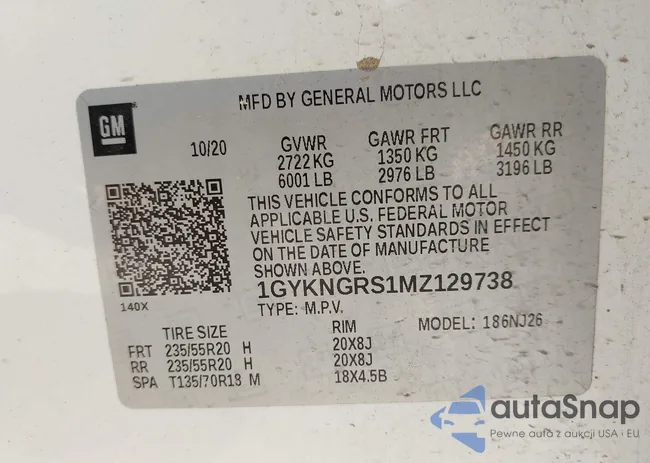 MFD BY GENERAL MOTORS LLC
GM
10/20 GVWR GAWR FRT GAWR RR
2722 KG 1350 KG 1450 KG
6001 LB 2976 LB 3196 LB
THIS VEHICLE CONFORMS TO ALL
APPLICABLE U.S. FEDERAL MOTOR
VEHICLE SAFETY STANDARDS IN EFFECT
ON THE DATE OF MANUFACTURE
SHOWN ABOVE.
1GYKNGRS1MZ129738
140X TYPE: M.P.V. MODEL: 186NJ26
TIRE SIZE RIM
FRT 235/55R20 H 20X8J
RR 235/55R20 H 20X8J
SPA T135/70R18 M 18X4.5B
autaSnap
Pewne auta z aukcji USA i EU